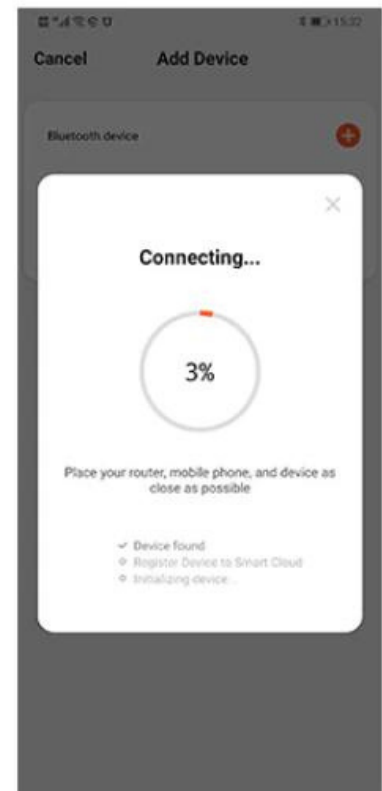 15:32
Cancel Add Device
Bluetooth device
Connecting...
3%
Place your router, mobile phone, and device as
close as possible
Device found
Register Device to Smart Cloud
Initializing device...